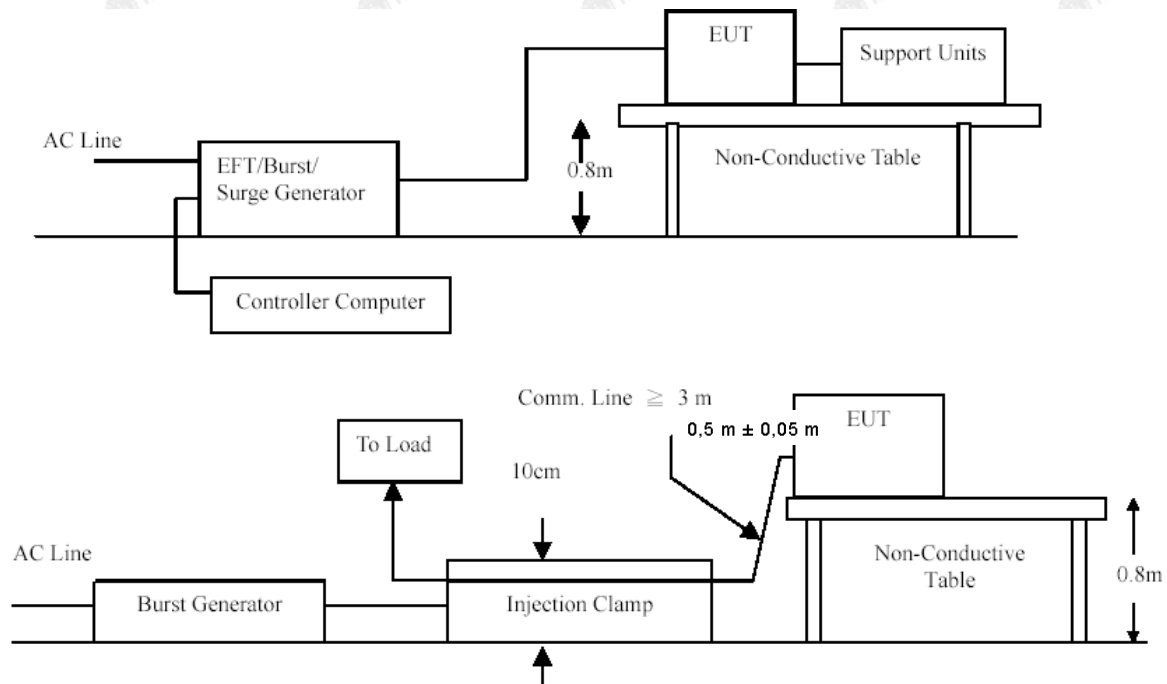 EUT
Support Units
AC Line
EFT/Burst/
Surge Generator
0.8m
Non-Conductive Table
Controller Computer
Comm. Line ≧ 3 m
0,5 m ± 0,05 m
EUT
To Load
10cm
AC Line
Burst Generator
Injection Clamp
Non-Conductive
Table
0.8m